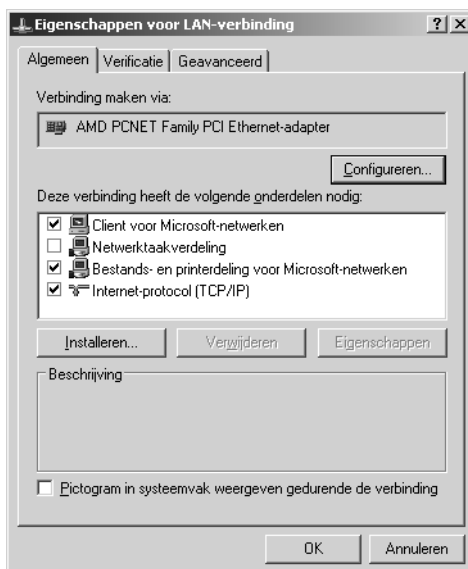 Eigenschappen voor LAN-verbinding
Algemeen Verificatie Geavanceerd
Verbinding maken via:
AMD PCNET Family PCI Ethernet-adapter
Configureren...
Deze verbinding heeft de volgende onderdelen nodig:
Client voor Microsoft-netwerken
Netwerktaakverdeling
Bestands- en printerdeling voor Microsoft-netwerken
Internet-protocol (TCP/IP)
Installeren... Verwijderen Eigenschappen
Beschrijving
Pictogram in systeemvak weergeven gedurende de verbinding
OK Annuleren